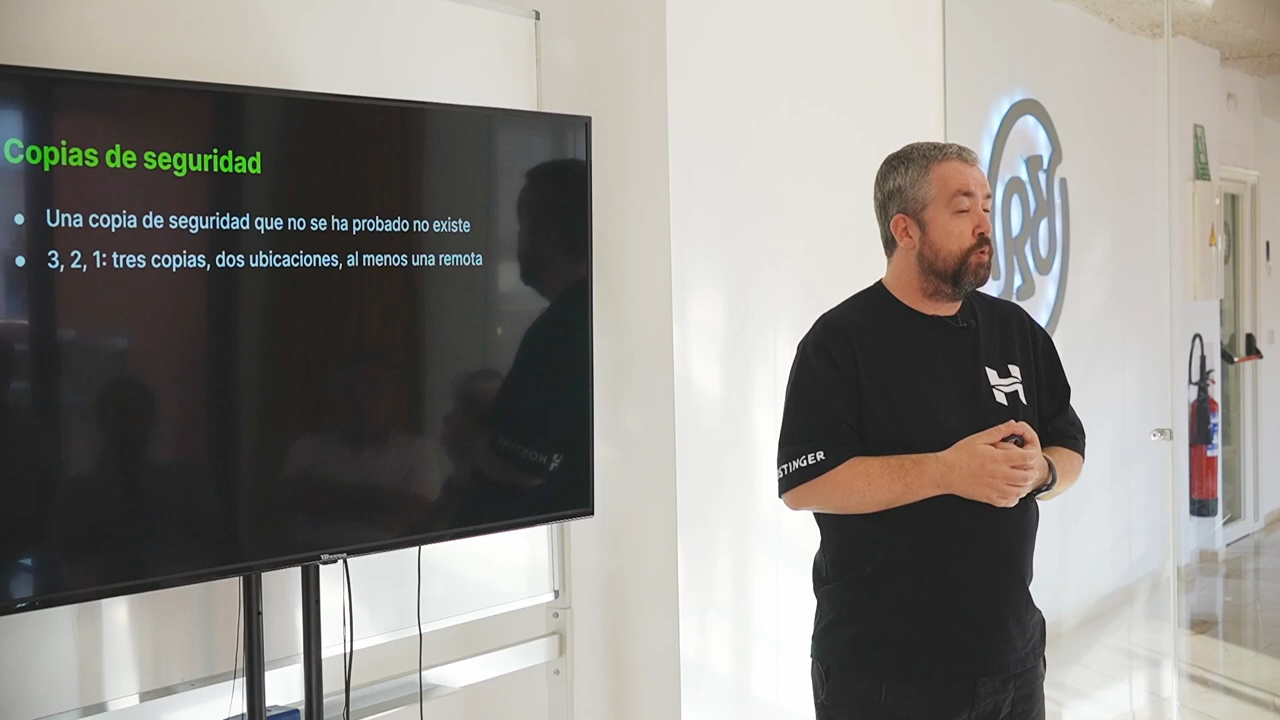 Copias de seguridad
Una copia de seguridad que no se ha probado no existe
3, 2, 1: tres copias, dos ubicaciones, al menos una remota
STINGER